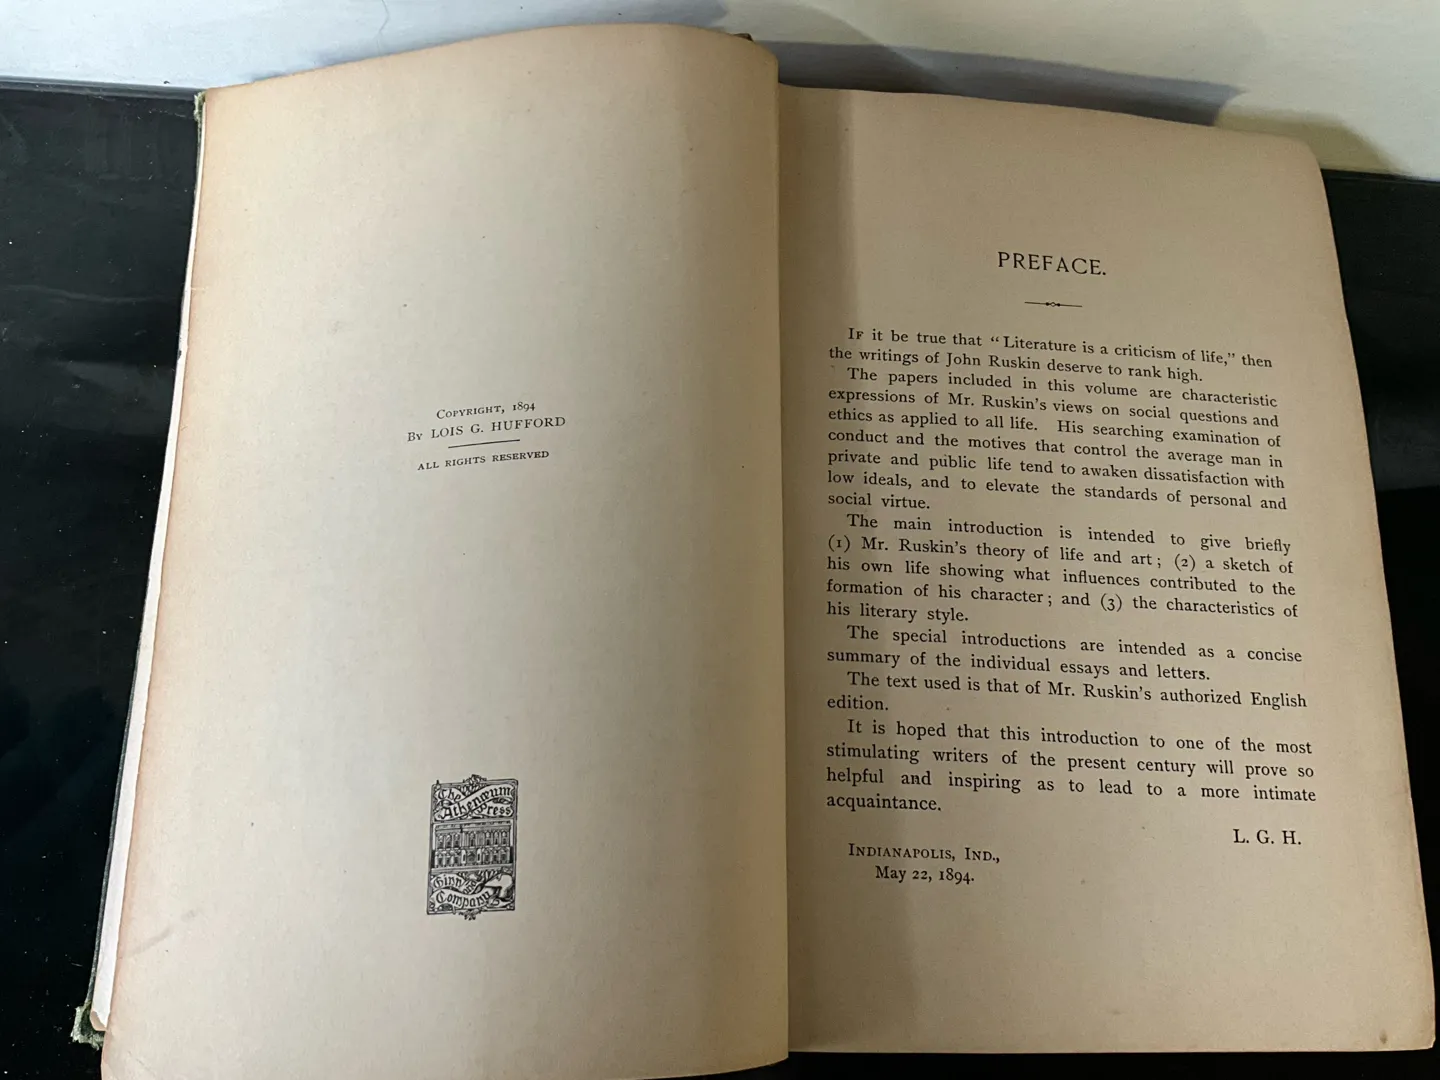 COPYRIGHT, 1894
BY LOIS G. HUFFORD
ALL RIGHTS RESERVED
The
Athenæum
Press
Ginn and
Company
PREFACE.
IF it be true that “Literature is a criticism of life,” then
the writings of John Ruskin deserve to rank high.
The papers included in this volume are characteristic
expressions of Mr. Ruskin's views on social questions and
ethics as applied to all life. His searching examination of
conduct and the motives that control the average man in
private and public life tend to awaken dissatisfaction with
low ideals, and to elevate the standards of personal and
social virtue.
The main introduction is intended to give briefly
(1) Mr. Ruskin's theory of life and art; (2) a sketch of
his own life showing what influences contributed to the
formation of his character; and (3) the characteristics of
his literary style.
The special introductions are intended as a concise
summary of the individual essays and letters.
The text used is that of Mr. Ruskin's authorized English
edition.
It is hoped that this introduction to one of the most
stimulating writers of the present century will prove so
helpful and inspiring as to lead to a more intimate
acquaintance.
L. G. H.
INDIANAPOLIS, IND.,
May 22, 1894.